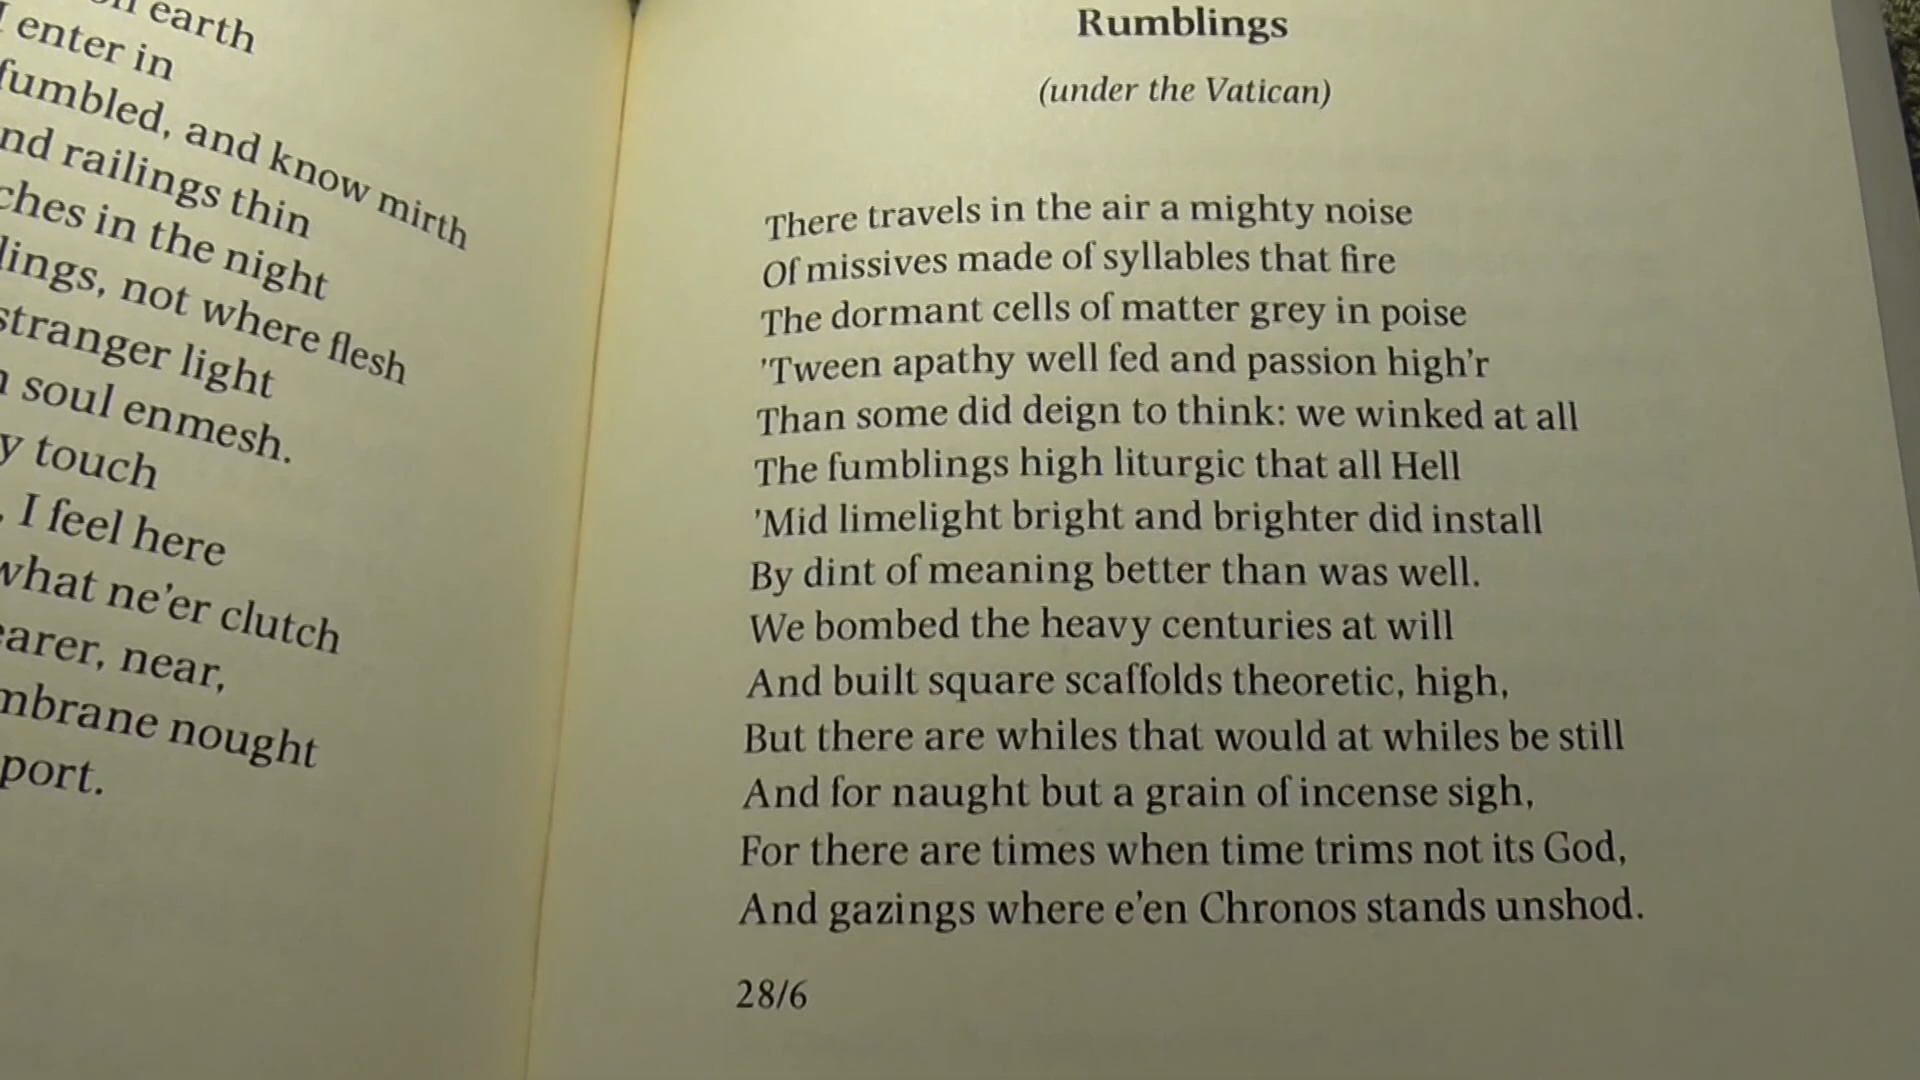 earth
I enter in
fumbled, and know mirth
nd railings thin
ches in the night
lings, not where flesh
stranger light
soul enmesh.
y touch
, I feel here
what ne'er clutch
earer, near,
mbrane nought
port.
Rumblings
(under the Vatican)
There travels in the air a mighty noise
Of missives made of syllables that fire
The dormant cells of matter grey in poise
'Tween apathy well fed and passion high'r
Than some did deign to think: we winked at all
The fumblings high liturgic that all Hell
'Mid limelight bright and brighter did install
By dint of meaning better than was well.
We bombed the heavy centuries at will
And built square scaffolds theoretic, high,
But there are whiles that would at whiles be still
And for naught but a grain of incense sigh,
For there are times when time trims not its God,
And gazings where e'en Chronos stands unshod.
28/6